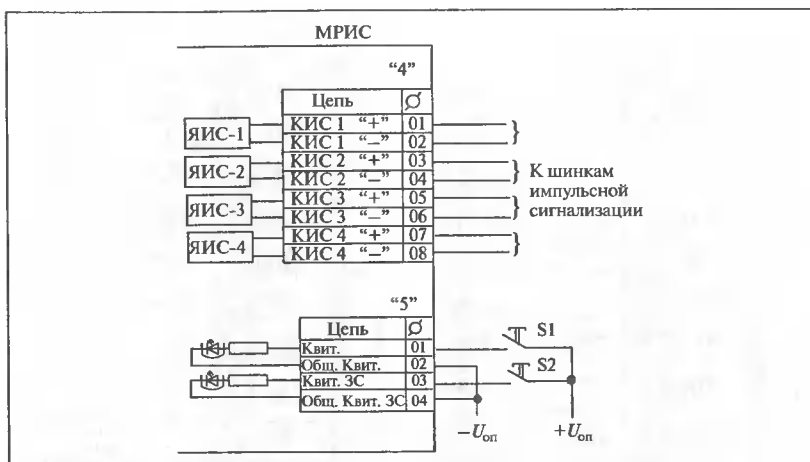 МРИС
“4”
Цепь Ø
ЯИС-1 КИС 1 “+” 01
КИС 1 “−” 02
ЯИС-2 КИС 2 “+” 03
КИС 2 “−” 04
ЯИС-3 КИС 3 “+” 05
КИС 3 “−” 06
ЯИС-4 КИС 4 “+” 07
КИС 4 “−” 08
К шинкам
импульсной
сигнализации
“5”
Цепь Ø
Квит. 01
Общ. Квит. 02
Квит. ЗС 03
Общ. Квит. ЗС 04
S1
S2
−Uоп +Uоп